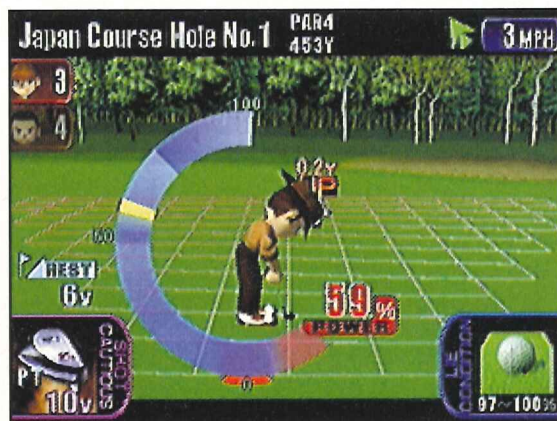 Japan Course Hole No.1
PAR4
453Y
3 MPH
3
4
100
0.2Y
P
50
REST
6Y
59%
POWER
0
P1
10Y
SHOT
CAUTIOUS
LIE
CONDITION
97~100%